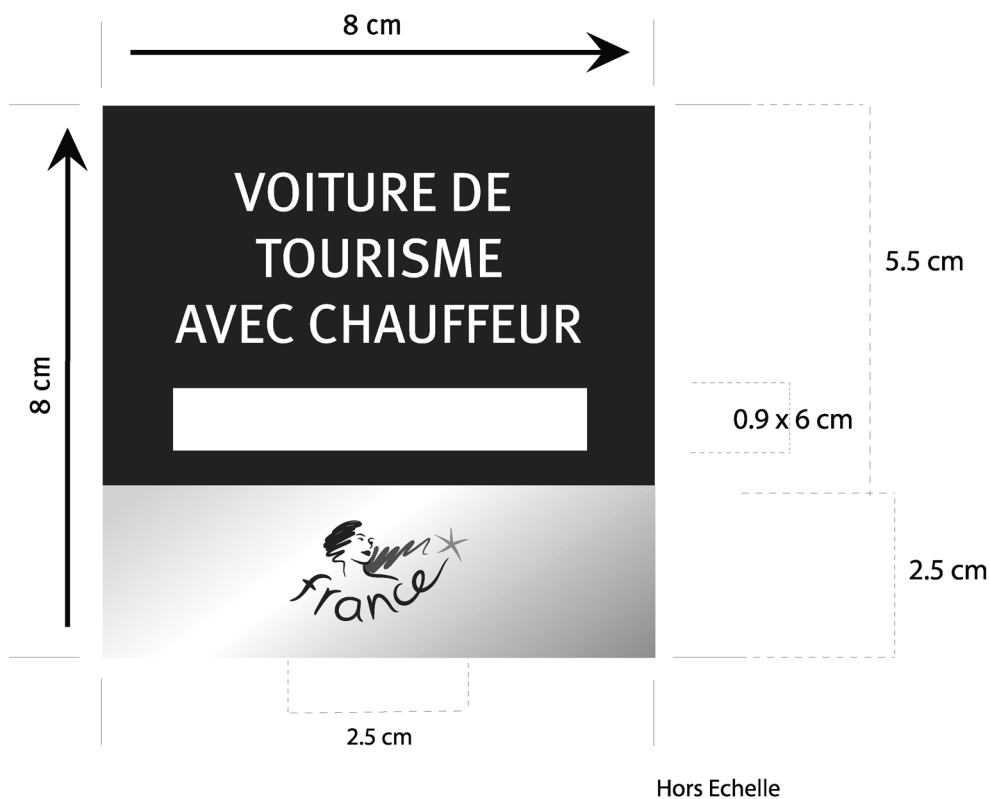 8 cm
VOITURE DE
TOURISME
AVEC CHAUFFEUR
5.5 cm
8 cm
0.9 x 6 cm
france
2.5 cm
2.5 cm
Hors Echelle